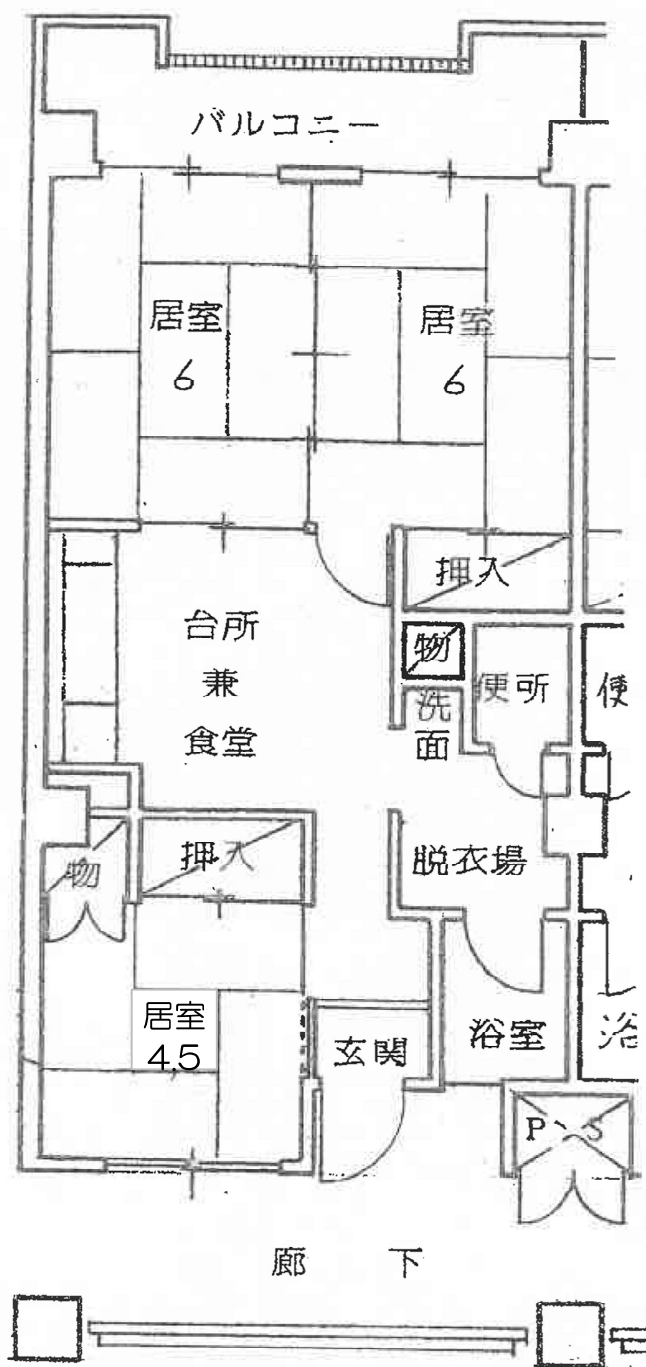 バルコニー
居室
6
居室
6
押入
台所
兼
食堂
物
便所
便
洗
面
押入
物
脱衣場
居室
4.5
玄関
浴室
浴
PS
廊下